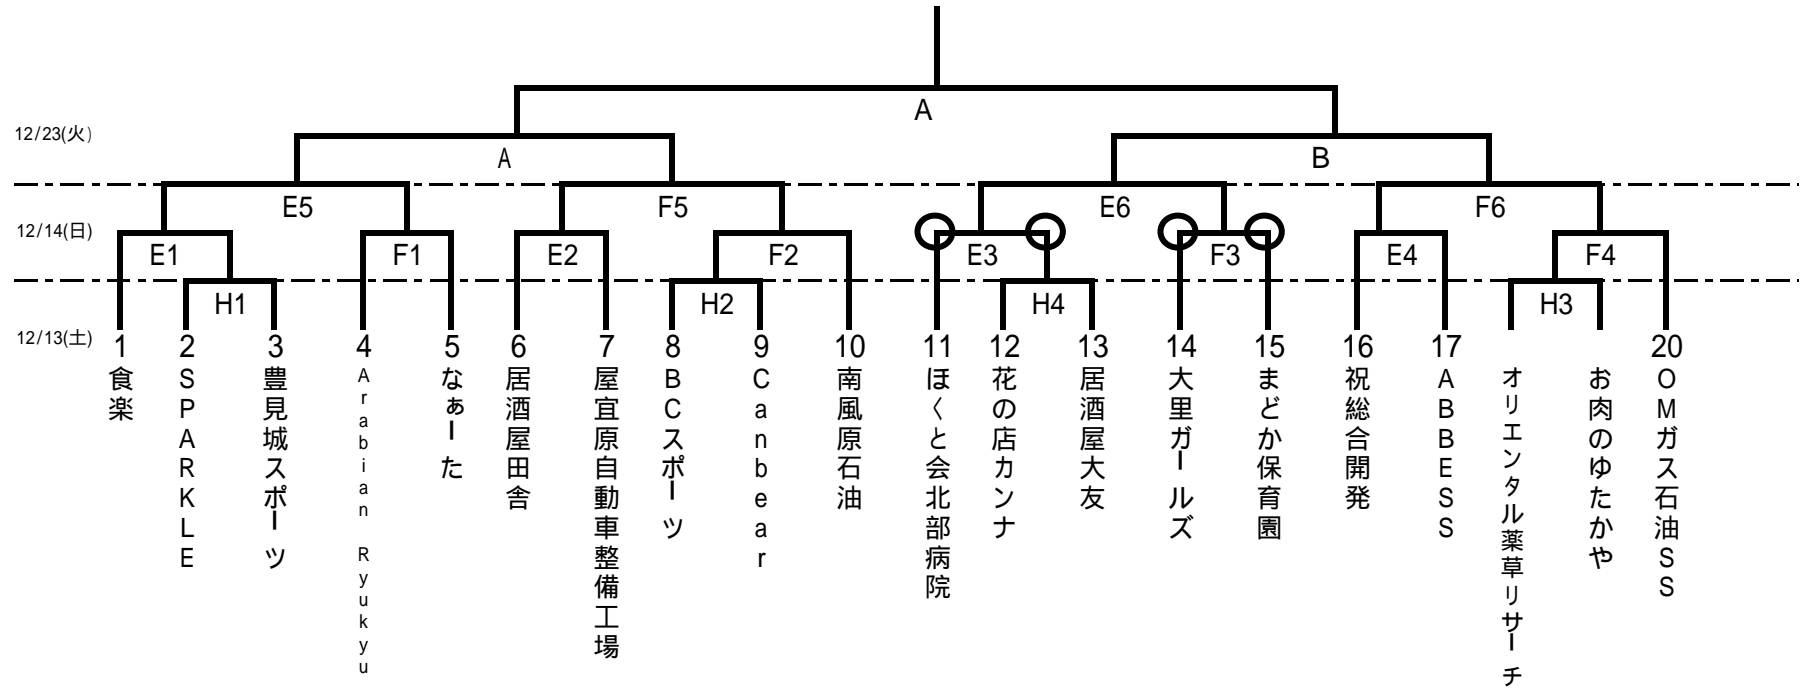 A
12/23(火)
A
B
E5
F5
E6
F6
12/14(日)
E1
F1
E2
F2
E3
F3
E4
F4
H1
H2
H4
H3
12/13(土)
1
2
3
4
5
6
7
8
9
10
11
12
13
14
15
16
17
20
食楽
SPARKLE
豊見城スポーツ
Arabian Ryukyu
なぁーた
居酒屋田舎
屋宜原自動車整備工場
BCスポーツ
Canbear
南風原石油
ほくと会北部病院
花の店カンナ
居酒屋大友
大里ガールズ
まどか保育園
祝総合開発
ABBESS
オリエンタル薬草リサーチ
お肉のゆたかや
OMガス石油SS